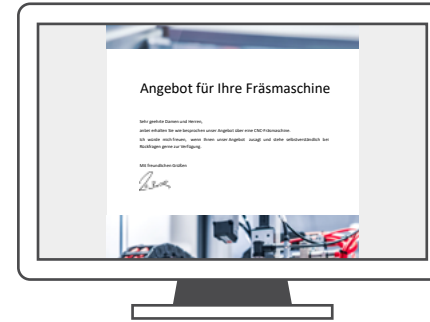 Angebot für Ihre Fräsmaschine
Sehr geehrte Damen und Herren,
anbei erhalten Sie wie besprochen unser Angebot über eine CNC-Fräsmaschine.
Ich würde mich freuen, wenn Ihnen unser Angebot zusagt und stehe selbstverständlich bei
Rückfragen gerne zur Verfügung.
Mit freundlichen Grüßen